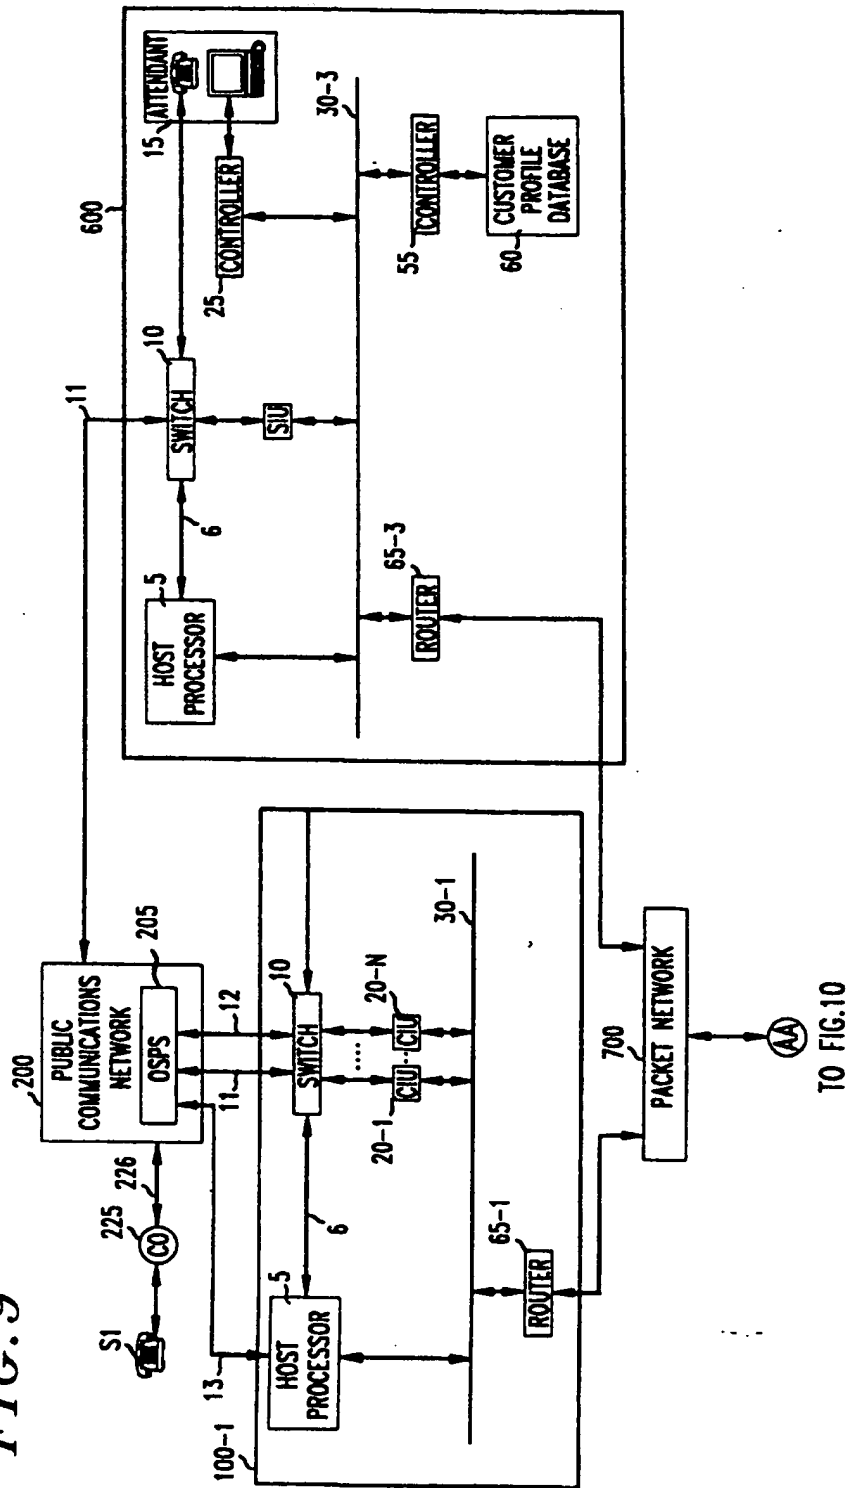 FIG. 9
S1
CO
225
226
200
PUBLIC
COMMUNICATIONS
NETWORK
OSPS
205
11
13
11
12
100-1
HOST
PROCESSOR
5
6
SWITCH
10
20-1
CIU
....
..
CIU
20-N
30-1
ROUTER
65-1
600
HOST
PROCESSOR
5
6
SWITCH
10
SIU
15
ATTENDANT
25
CONTROLLER
30-3
ROUTER
65-3
55
CONTROLLER
60
CUSTOMER
PROFILE
DATABASE
700
PACKET NETWORK
AA
TO FIG.10